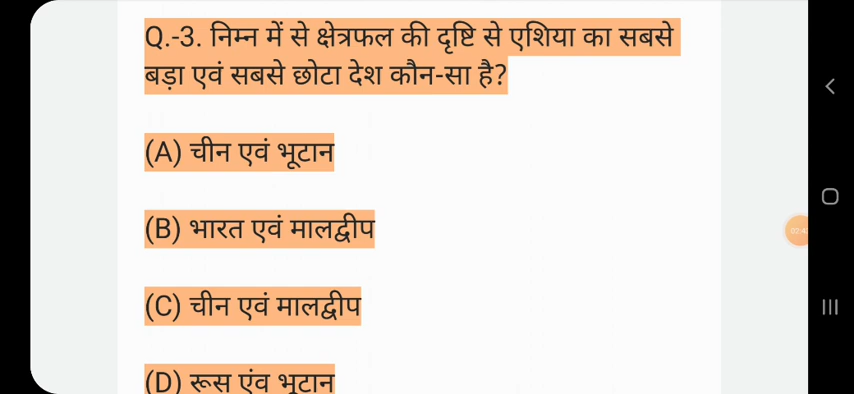 Q.-3. निम्न में से क्षेत्रफल की दृष्टि से एशिया का सबसे
बड़ा एवं सबसे छोटा देश कौन-सा है?
(A) चीन एवं भूटान
(B) भारत एवं मालद्वीप
(C) चीन एवं मालद्वीप
(D) रूस एंव भूटान